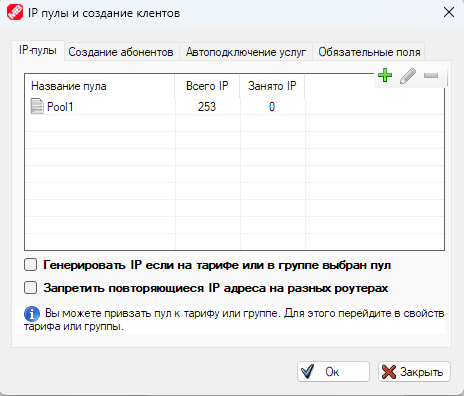 IP пулы и создание клентов
IP-пулы Создание абонентов Автоподключение услуг Обязательные поля
Название пула Всего IP Занято IP
Pool1 253 0
Генерировать IP если на тарифе или в группе выбран пул
Запретить повторяющиеся IP адреса на разных роутерах
Вы можете привзать пул к тарифу или группе. Для этого перейдите в свойств
тарифа или группы.
Ок Закрыть